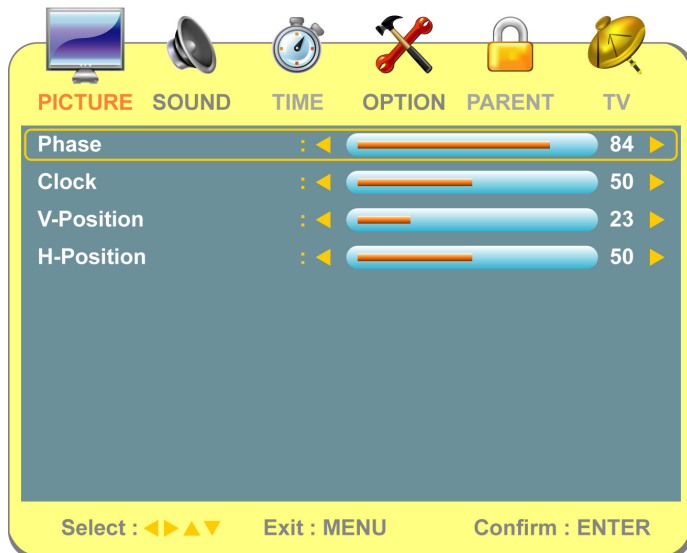 PICTURE SOUND TIME OPTION PARENT TV
Phase : 84
Clock : 50
V-Position : 23
H-Position : 50
Select : ◀▶▲▼ Exit : MENU Confirm : ENTER